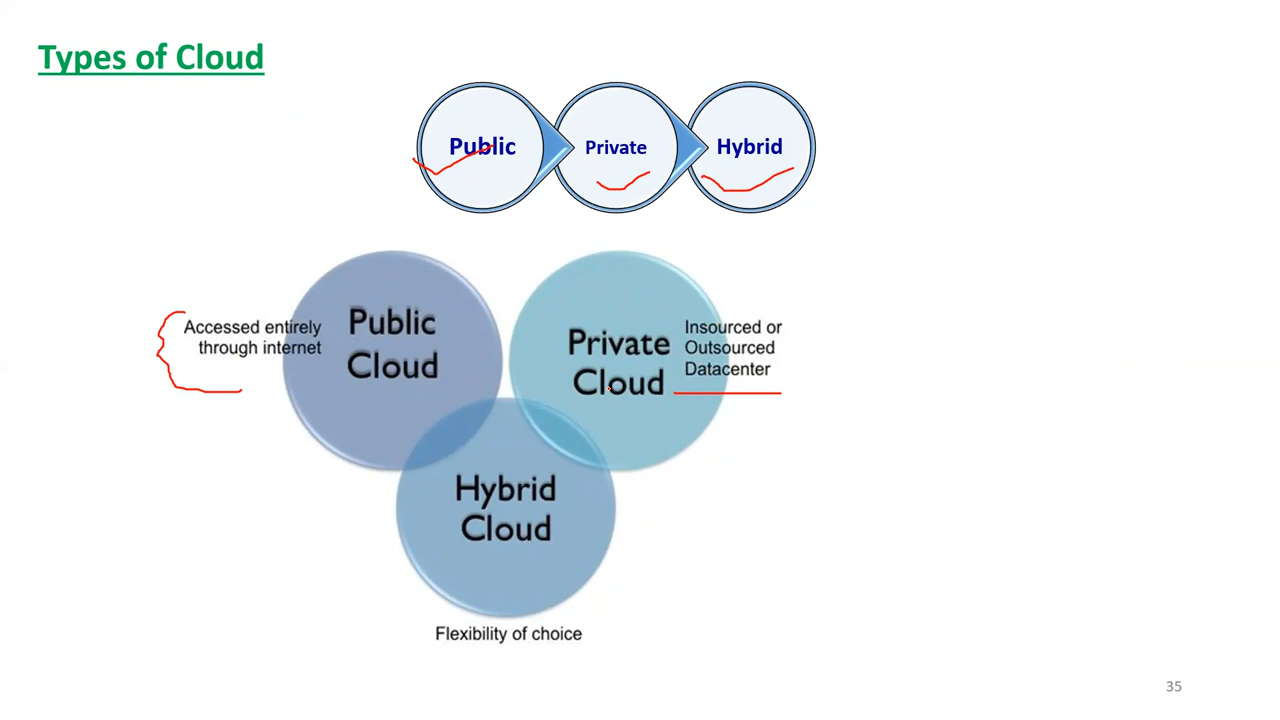 Types of Cloud
Public
Private
Hybrid
Accessed entirely
through internet
Public
Cloud
Private
Cloud
Insourced or
Outsourced
Datacenter
Hybrid
Cloud
Flexibility of choice
35